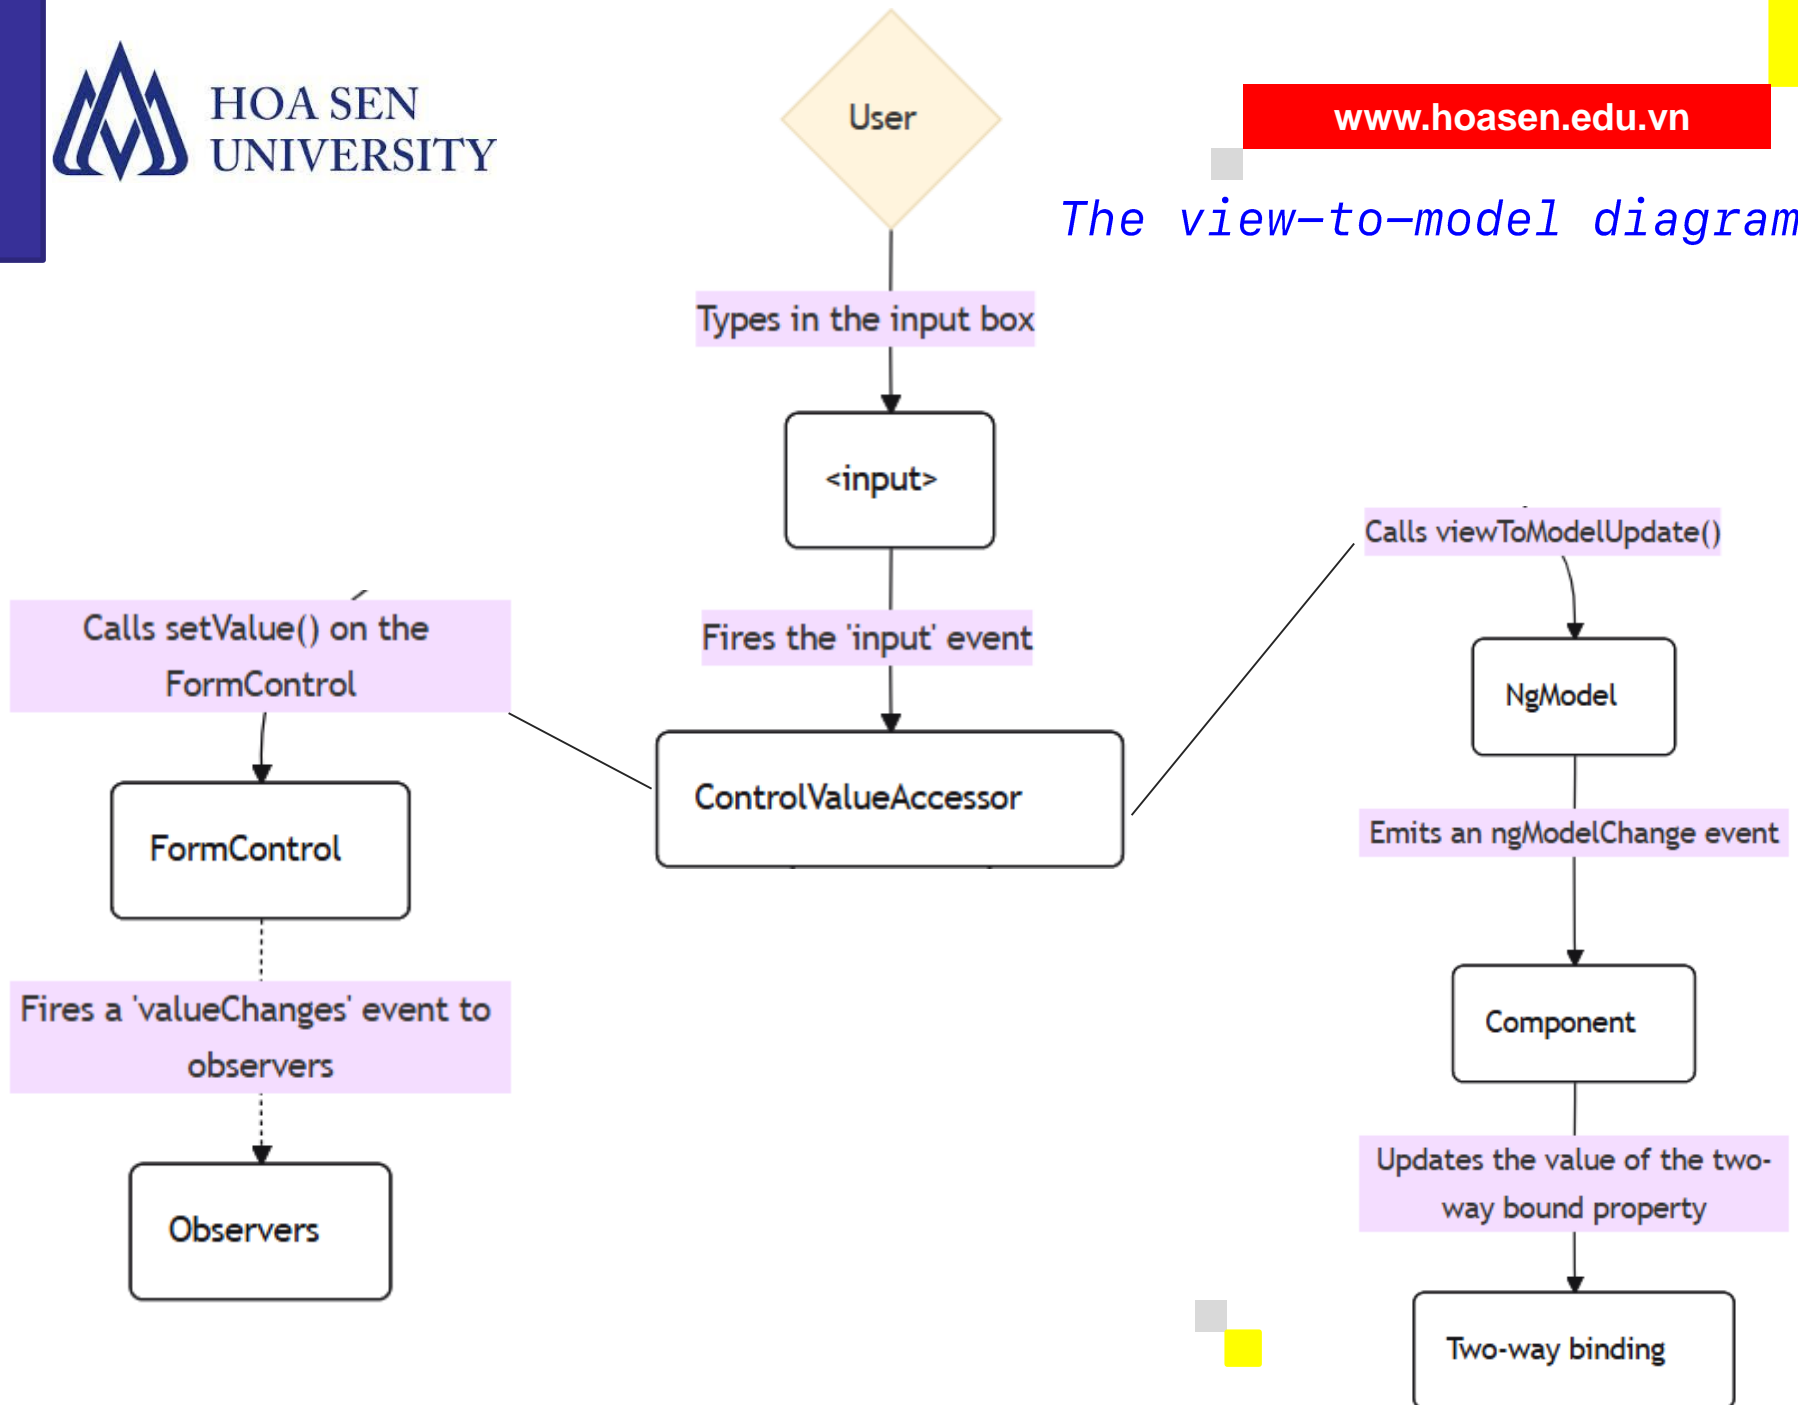 HOA SEN
UNIVERSITY
User
www.hoasen.edu.vn
The view-to-model diagram
Types in the input box
<input>
Fires the 'input' event
ControlValueAccessor
Calls setValue() on the
FormControl
FormControl
Fires a 'valueChanges' event to
observers
Observers
Calls viewToModelUpdate()
NgModel
Emits an ngModelChange event
Component
Updates the value of the two-
way bound property
Two-way binding